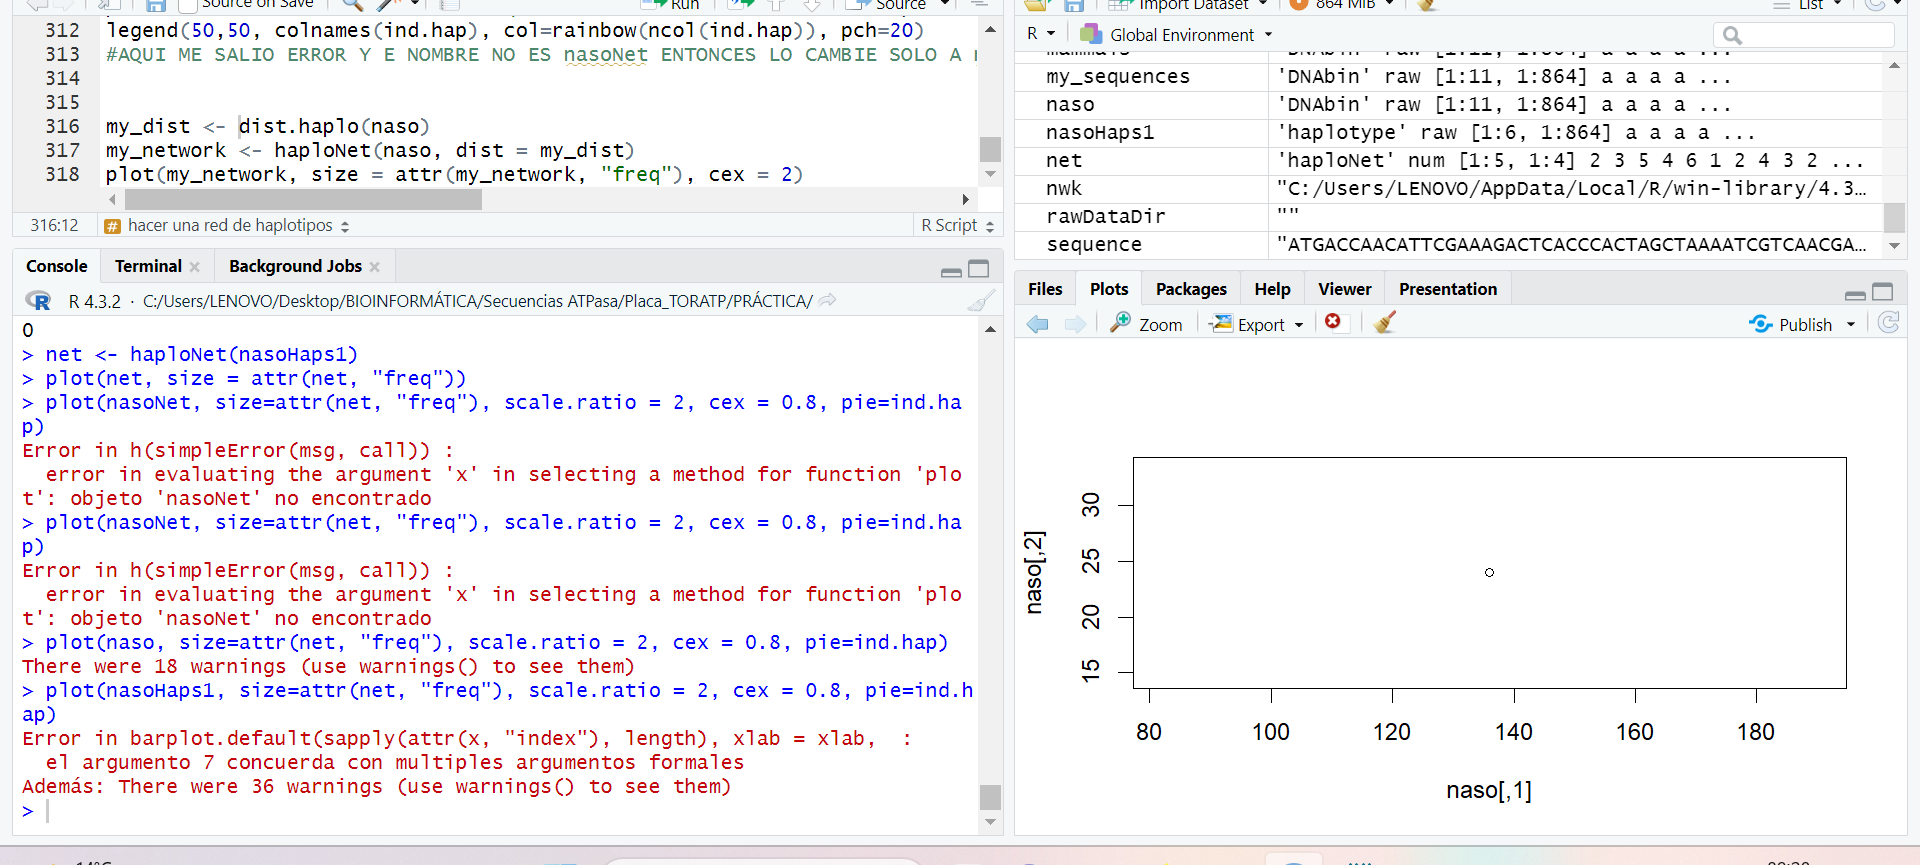 Source on Save
Run
Source
312 legend(50,50, colnames(ind.hap), col=rainbow(ncol(ind.hap)), pch=20)
313 #AQUI ME SALIO ERROR Y E NOMBRE NO ES nasoNet ENTONCES LO CAMBIE SOLO A
314
315
316 my_dist <- dist.haplo(naso)
317 my_network <- haploNet(naso, dist = my_dist)
318 plot(my_network, size = attr(my_network, "freq"), cex = 2)
316:12 # hacer una red de haplotipos R Script
Console Terminal Background Jobs
R R 4.3.2 · C:/Users/LENOVO/Desktop/BIOINFORMÁTICA/Secuencias ATPasa/Placa_TORATP/PRÁCTICA/
0
> net <- haploNet(nasoHaps1)
> plot(net, size = attr(net, "freq"))
> plot(nasoNet, size=attr(net, "freq"), scale.ratio = 2, cex = 0.8, pie=ind.ha
p)
Error in h(simpleError(msg, call)) :
error in evaluating the argument 'x' in selecting a method for function 'plo
t': objeto 'nasoNet' no encontrado
> plot(nasoNet, size=attr(net, "freq"), scale.ratio = 2, cex = 0.8, pie=ind.ha
p)
Error in h(simpleError(msg, call)) :
error in evaluating the argument 'x' in selecting a method for function 'plo
t': objeto 'nasoNet' no encontrado
> plot(naso, size=attr(net, "freq"), scale.ratio = 2, cex = 0.8, pie=ind.hap)
There were 18 warnings (use warnings() to see them)
> plot(nasoHaps1, size=attr(net, "freq"), scale.ratio = 2, cex = 0.8, pie=ind.h
ap)
Error in barplot.default(sapply(attr(x, "index"), length), xlab = xlab,  :
el argumento 7 concuerda con multiples argumentos formales
Además: There were 36 warnings (use warnings() to see them)
>
Import Dataset 864 MiB List
R Global Environment
mammals 'DNAbin' raw [1:11, 1:864] a a a a ...
my_sequences 'DNAbin' raw [1:11, 1:864] a a a a ...
naso 'DNAbin' raw [1:11, 1:864] a a a a ...
nasoHaps1 'haplotype' raw [1:6, 1:864] a a a a ...
net 'haploNet' num [1:5, 1:4] 2 3 5 4 6 1 2 4 3 2 ...
nwk "C:/Users/LENOVO/AppData/Local/R/win-library/4.3…
rawDataDir ""
sequence "ATGACCAACATTCGAAAGACTCACCCACTAGCTAAAATCGTCAACGA…
Files Plots Packages Help Viewer Presentation
Zoom Export Publish
30
25
20
15
naso[,2]
80 100 120 140 160 180
naso[,1]